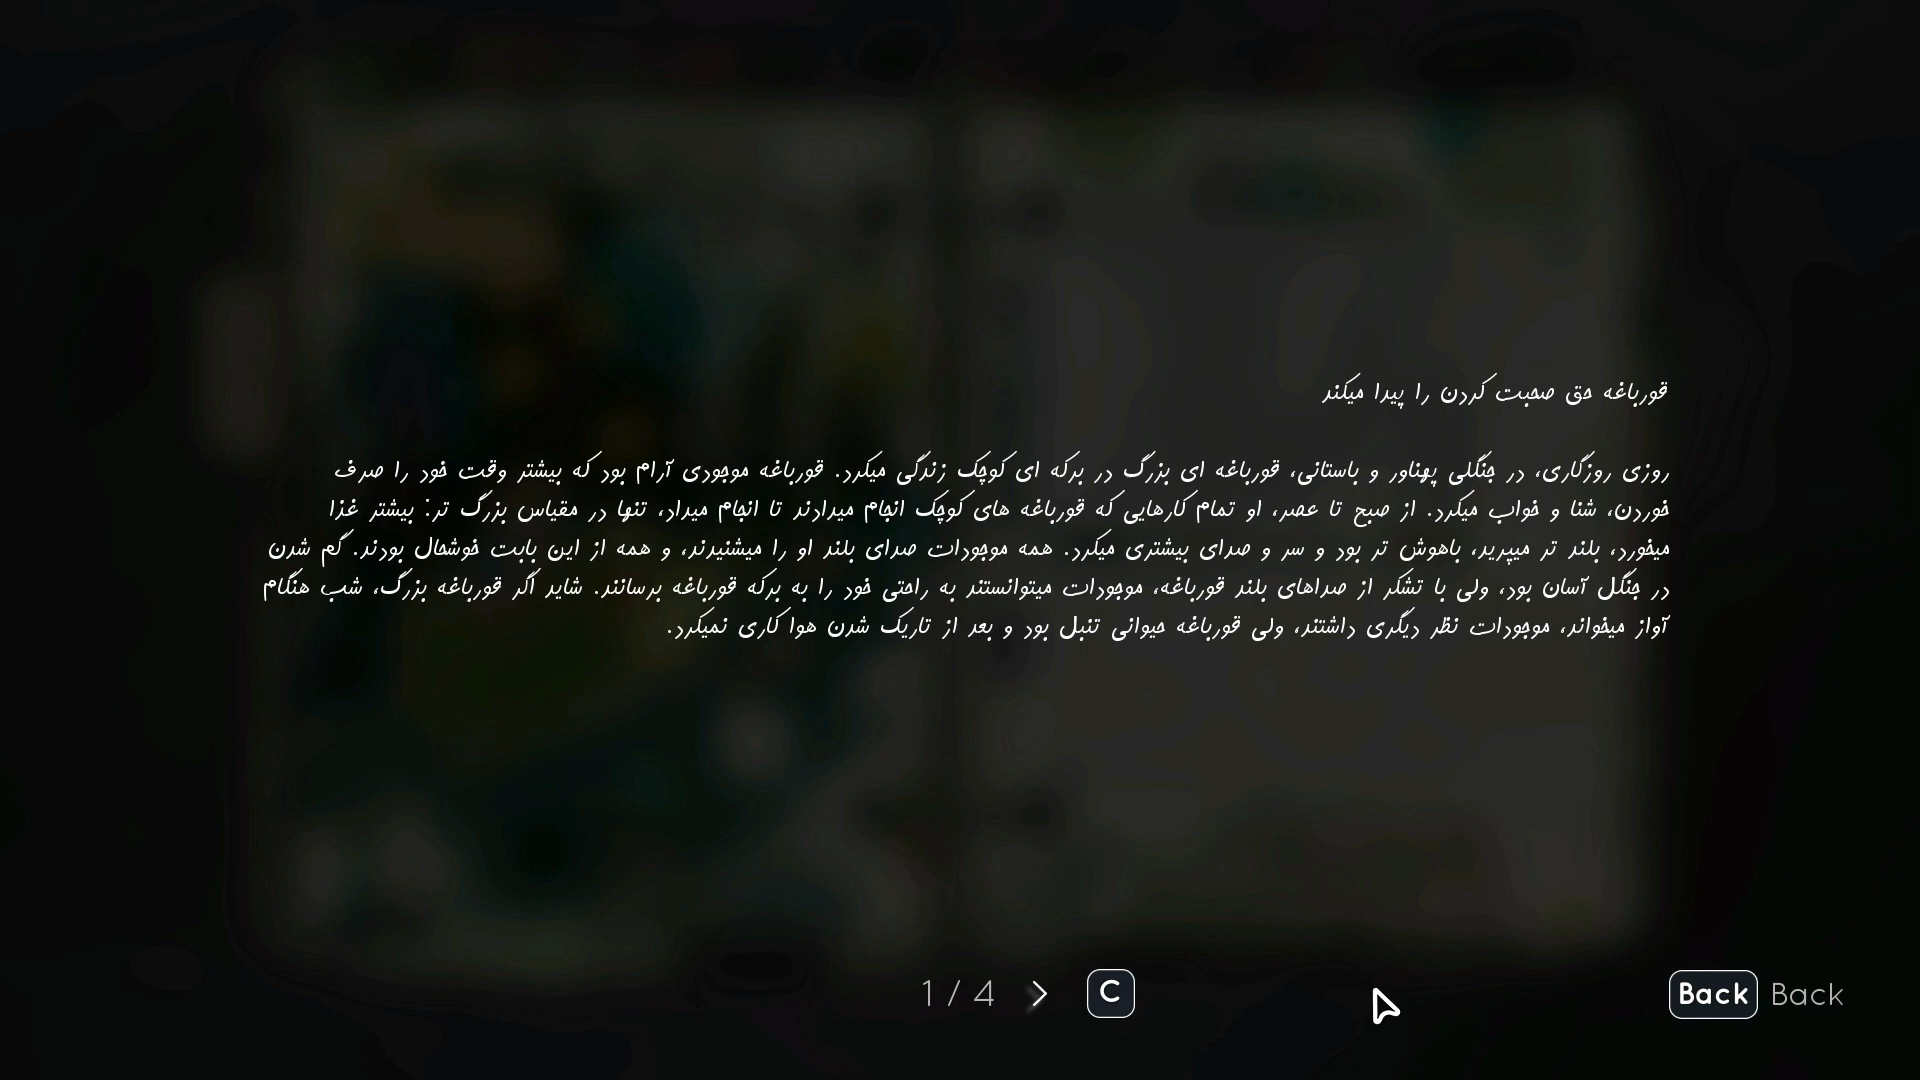 قورباغه حق صحبت کردن را پیدا میکند
روزی روزگاری، در جنگلی پهناور و باستانی، قورباغه ای بزرگ در برکه ای کوچک زندگی میکرد. قورباغه موجودی آرام بود که بیشتر وقت خود را صرف
خوردن، شنا و خواب میکرد. از صبح تا عصر، او تمام کارهایی که قورباغه های کوچک انجام میدادند تا انجام میداد، تنها در مقیاس بزرگ تر: بیشتر غذا
میخورد، بلند تر میپرید، باهوش تر بود و سر و صدای بیشتری میکرد. همه موجودات صدای بلند او را میشنیدند، و همه از این بابت خوشحال بودند. گم شدن
در جنگل آسان بود، ولی با تشکر از صداهای بلند قورباغه، موجودات میتوانستند به راحتی خود را به برکه قورباغه برسانند. شاید اگر قورباغه بزرگ، شب هنگام
آواز میخواند، موجودات نظر دیگری داشتند، ولی قورباغه حیوانی تنبل بود و بعد از تاریک شدن هوا کاری نمیکرد.
1 / 4 > C Back Back